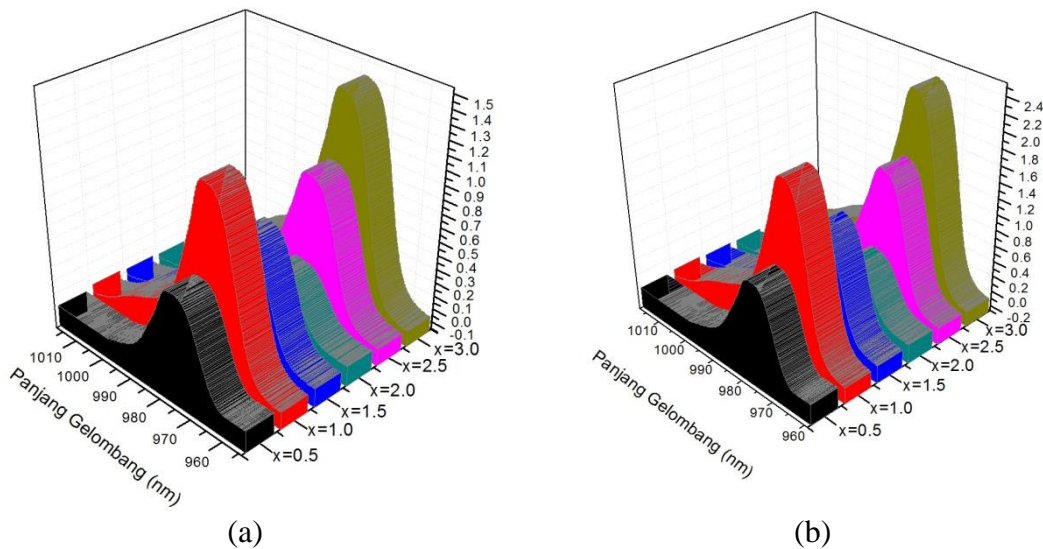 1.5
1.4
1.3
1.2
1.1
1.0
0.9
0.8
0.7
0.6
0.5
0.4
0.3
0.2
0.1
0.0
-0.1
x=3.0
x=2.5
x=2.0
x=1.5
x=1.0
x=0.5
1010
1000
990
980
970
960
Panjang Gelombang (nm)
(a)
2.4
2.2
2.0
1.8
1.6
1.4
1.2
1.0
0.8
0.6
0.4
0.2
0.0
-0.2
x=3.0
x=2.5
x=2.0
x=1.5
x=1.0
x=0.5
1010
1000
990
980
970
960
Panjang Gelombang (nm)
(b)